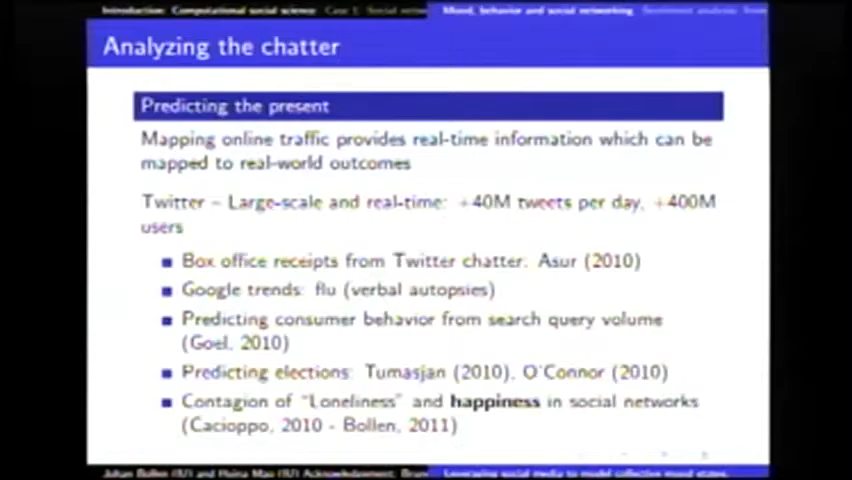 Introduction: Computational social science Case 1: Social Mood, behavior and social networking Sentiment analysis
Analyzing the chatter
Predicting the present
Mapping online traffic provides real-time information which can be
mapped to real-world outcomes
Twitter – Large-scale and real-time: +40M tweets per day, +400M
users
Box office receipts from Twitter chatter: Asur (2010)
Google trends: flu (verbal autopsies)
Predicting consumer behavior from search query volume
(Goel, 2010)
Predicting elections: Tumasjan (2010), O'Connor (2010)
Contagion of "Loneliness" and happiness in social networks
(Cacioppo, 2010 - Bollen, 2011)
Johan Bollen (IU) and Huina Mao (IU) Acknowledgement: Leveraging social media to model collective mood states.